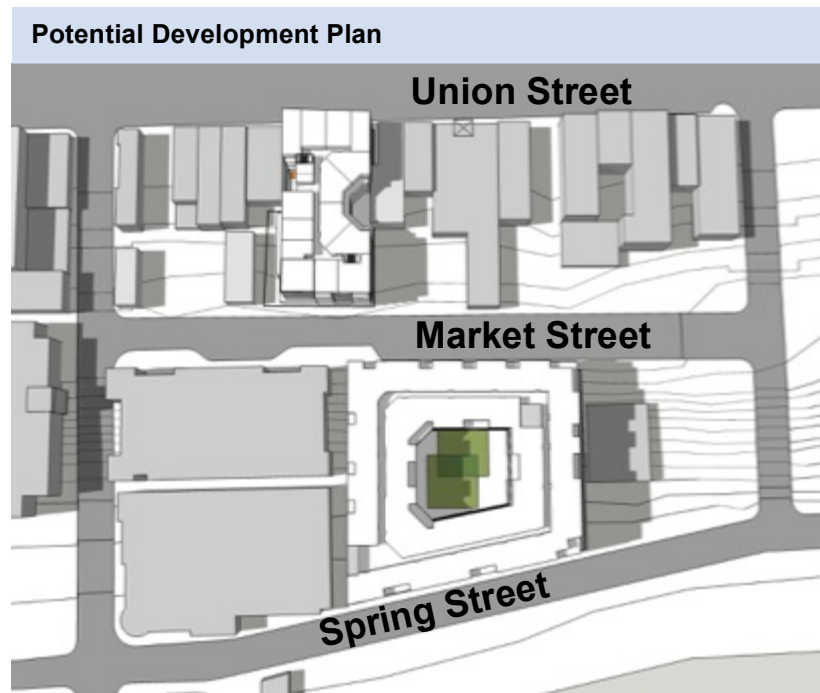 Potential Development Plan
Union Street
Market Street
Spring Street